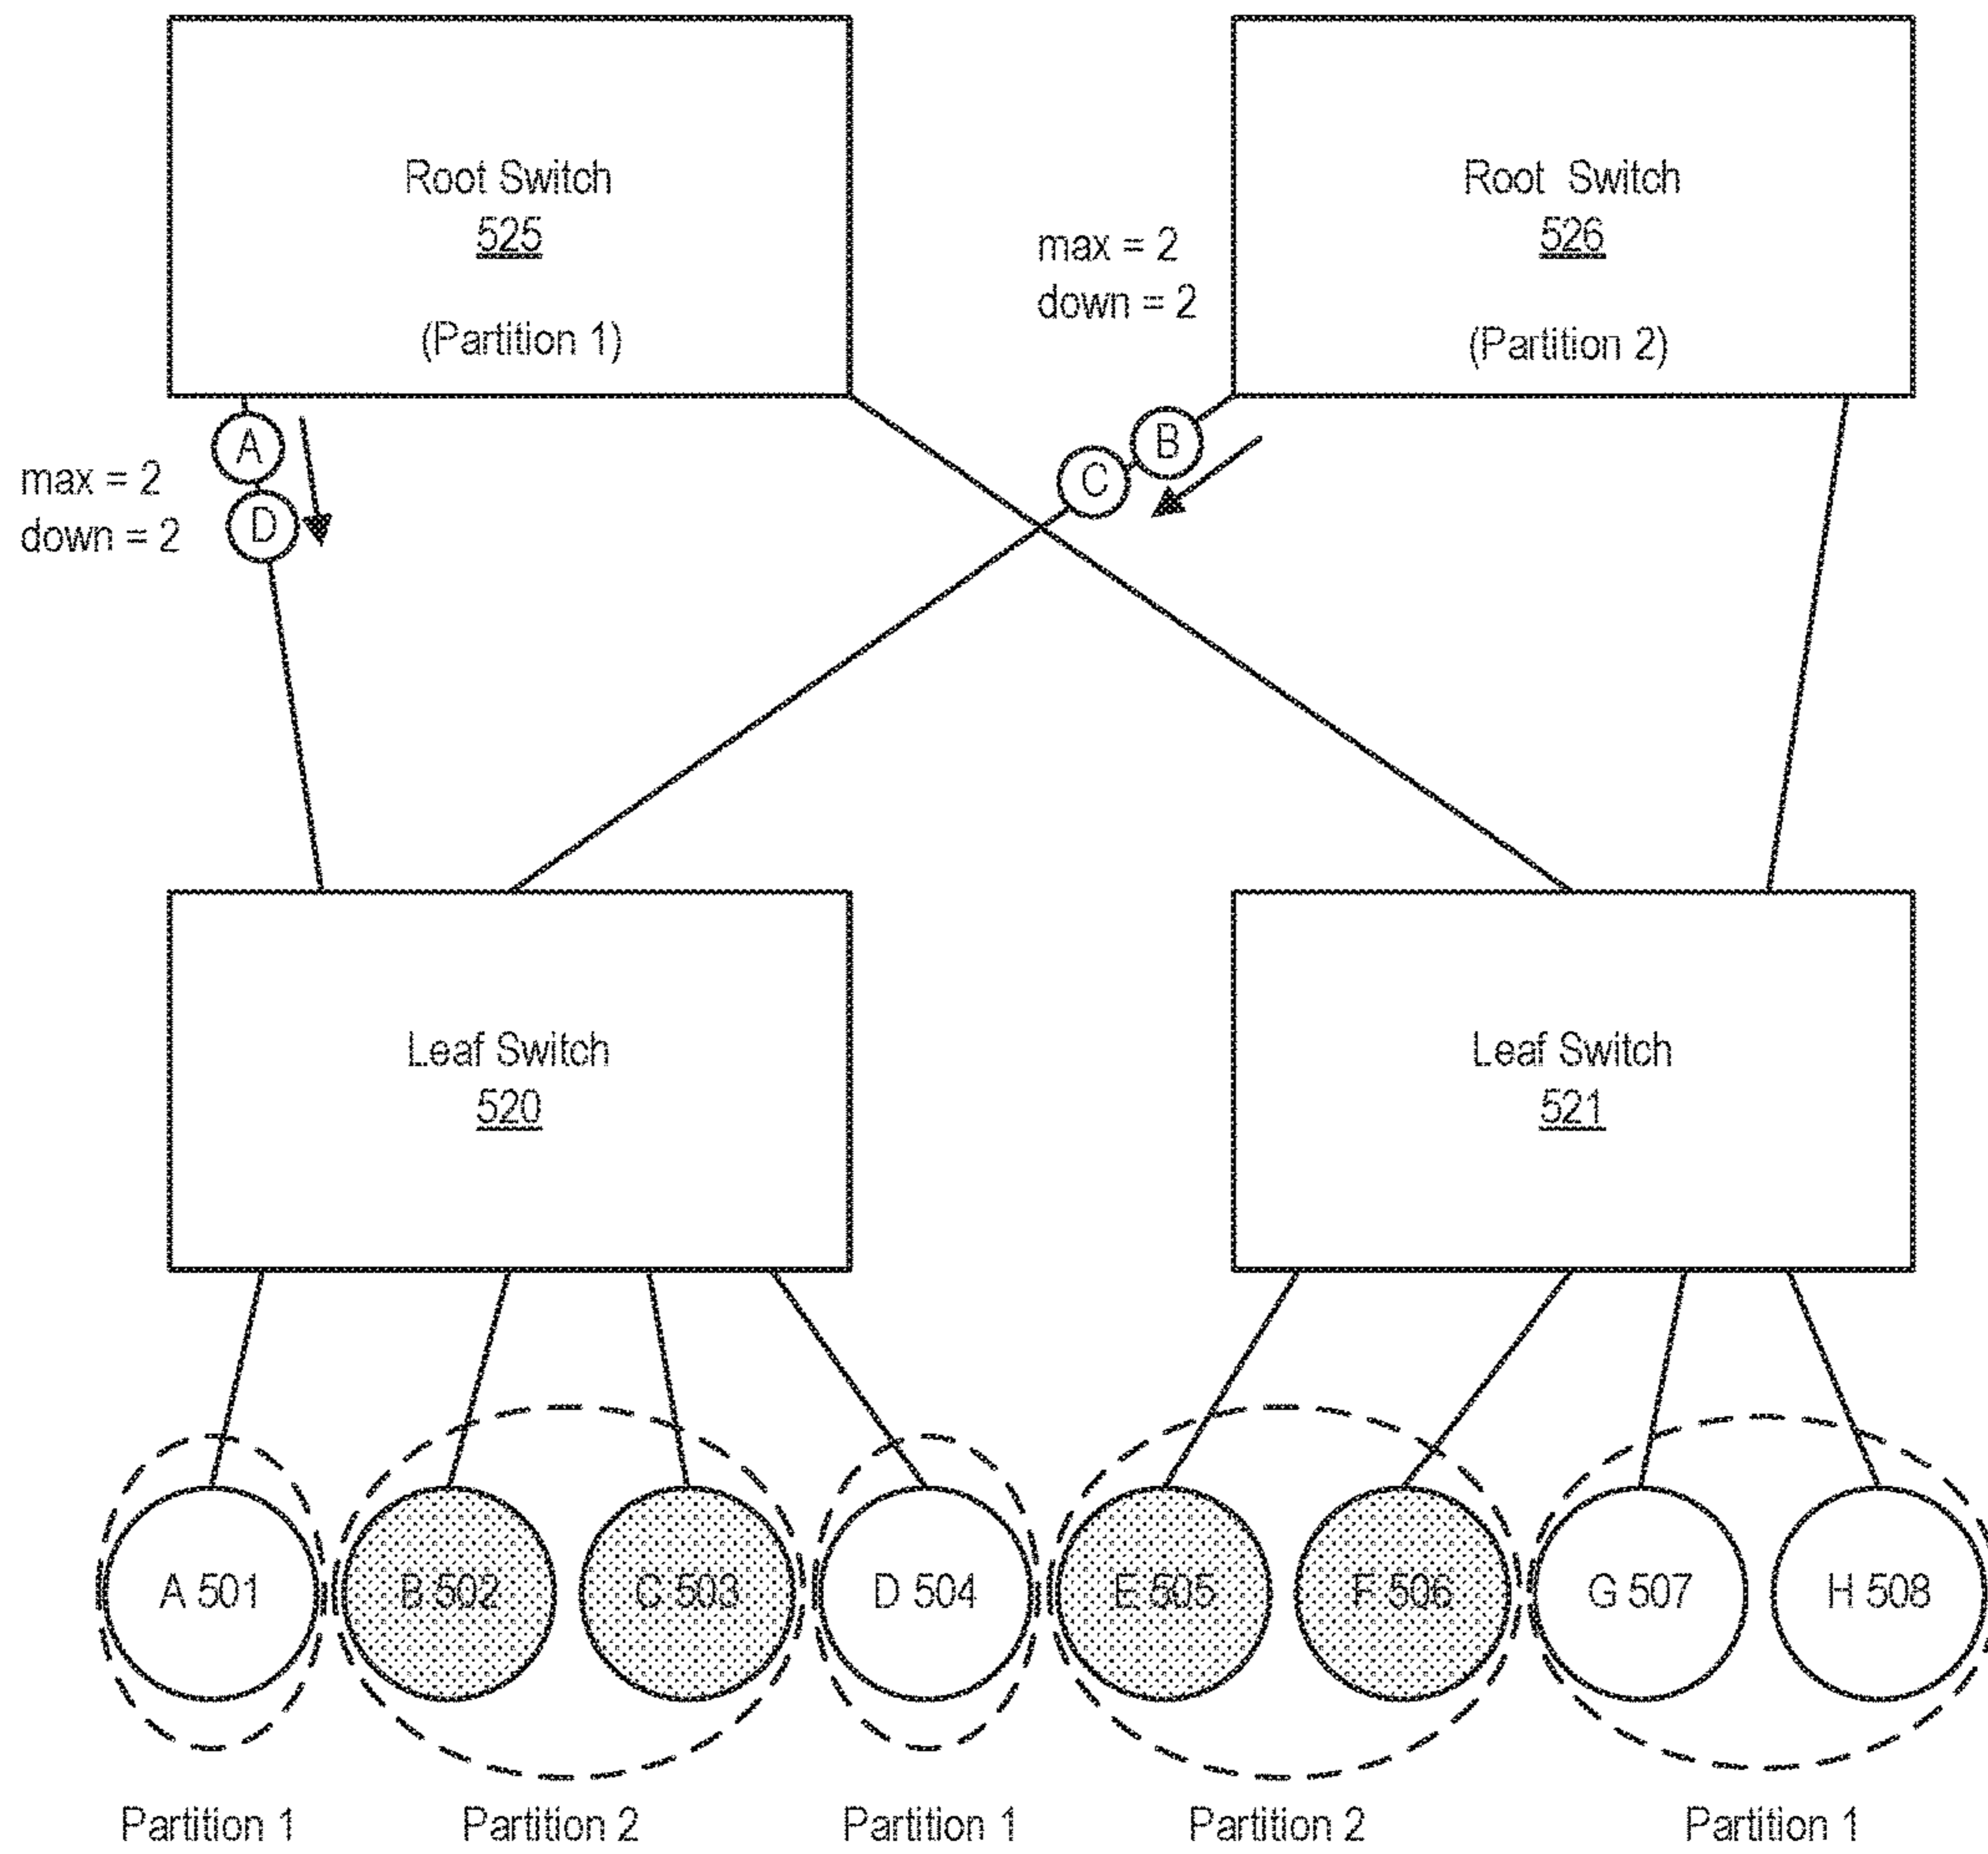 Root Switch
525
(Partition 1)
Root Switch
526
(Partition 2)
max = 2
down = 2
A
D
max = 2
down = 2
B
C
Leaf Switch
520
Leaf Switch
521
A 501
B 502
C 503
D 504
E 505
F 506
G 507
H 508
Partition 1
Partition 2
Partition 1
Partition 2
Partition 1